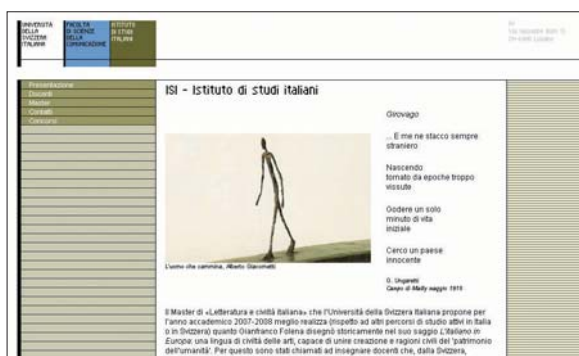 UNIVERSITÀ
DELLA
SVIZZERA
ITALIANA
FACOLTÀ
DI SCIENZE
DELLA
COMUNICAZIONE
ISTITUTO
DI STUDI
ITALIANI
ISI
Presentazione
Docenti
Master
Contatti
Concorsi
ISI - Istituto di studi italiani
Girovago
... E me ne stacco sempre
straniero
Nascendo
tornato da epoche troppo
vissute
Godere un solo
minuto di vita
iniziale
Cerco un paese
innocente
G. Ungaretti
Campo di Mailly maggio 1918
L'uomo che cammina, Alberto Giacometti
Il Master di «Letteratura e civiltà italiana» che l'Università della Svizzera Italiana propone per
l'anno accademico 2007-2008 meglio realizza (rispetto ad altri percorsi di studio attivi in Italia
o in Svizzera) quanto Gianfranco Folena disegnò storicamente nel suo saggio L'italiano in
Europa: una lingua di civiltà delle arti, capace di unire creazione e ragioni civili del 'patrimonio
dell'umanità'. Per questo sono stati chiamati ad insegnare docenti che, dalla Svizzera,